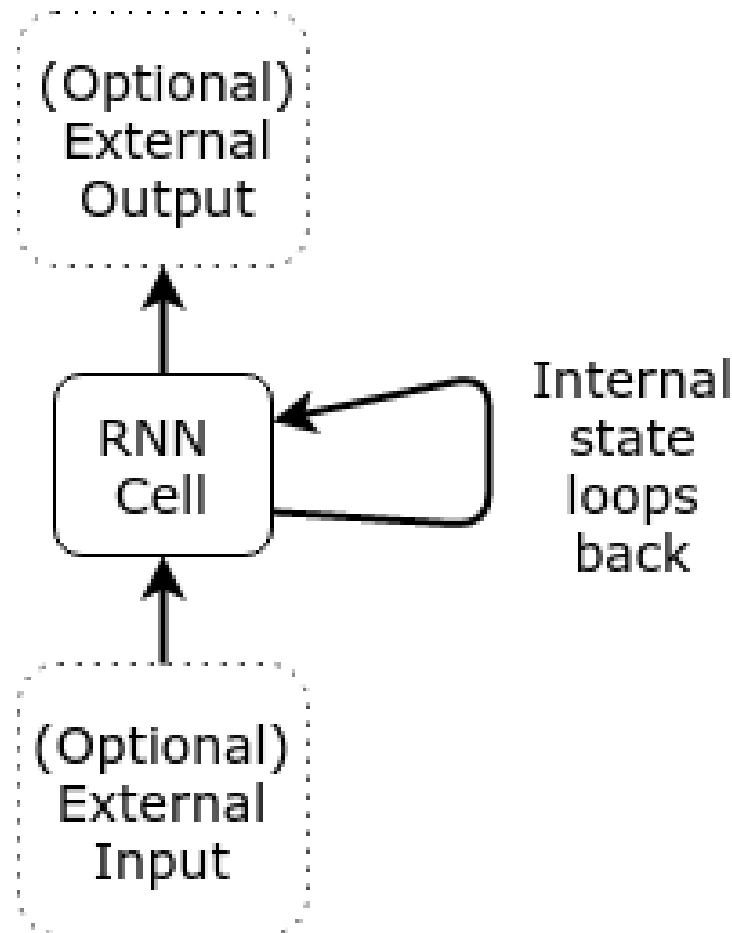 (Optional)
External
Output
RNN
Cell
Internal
state
loops
back
(Optional)
External
Input